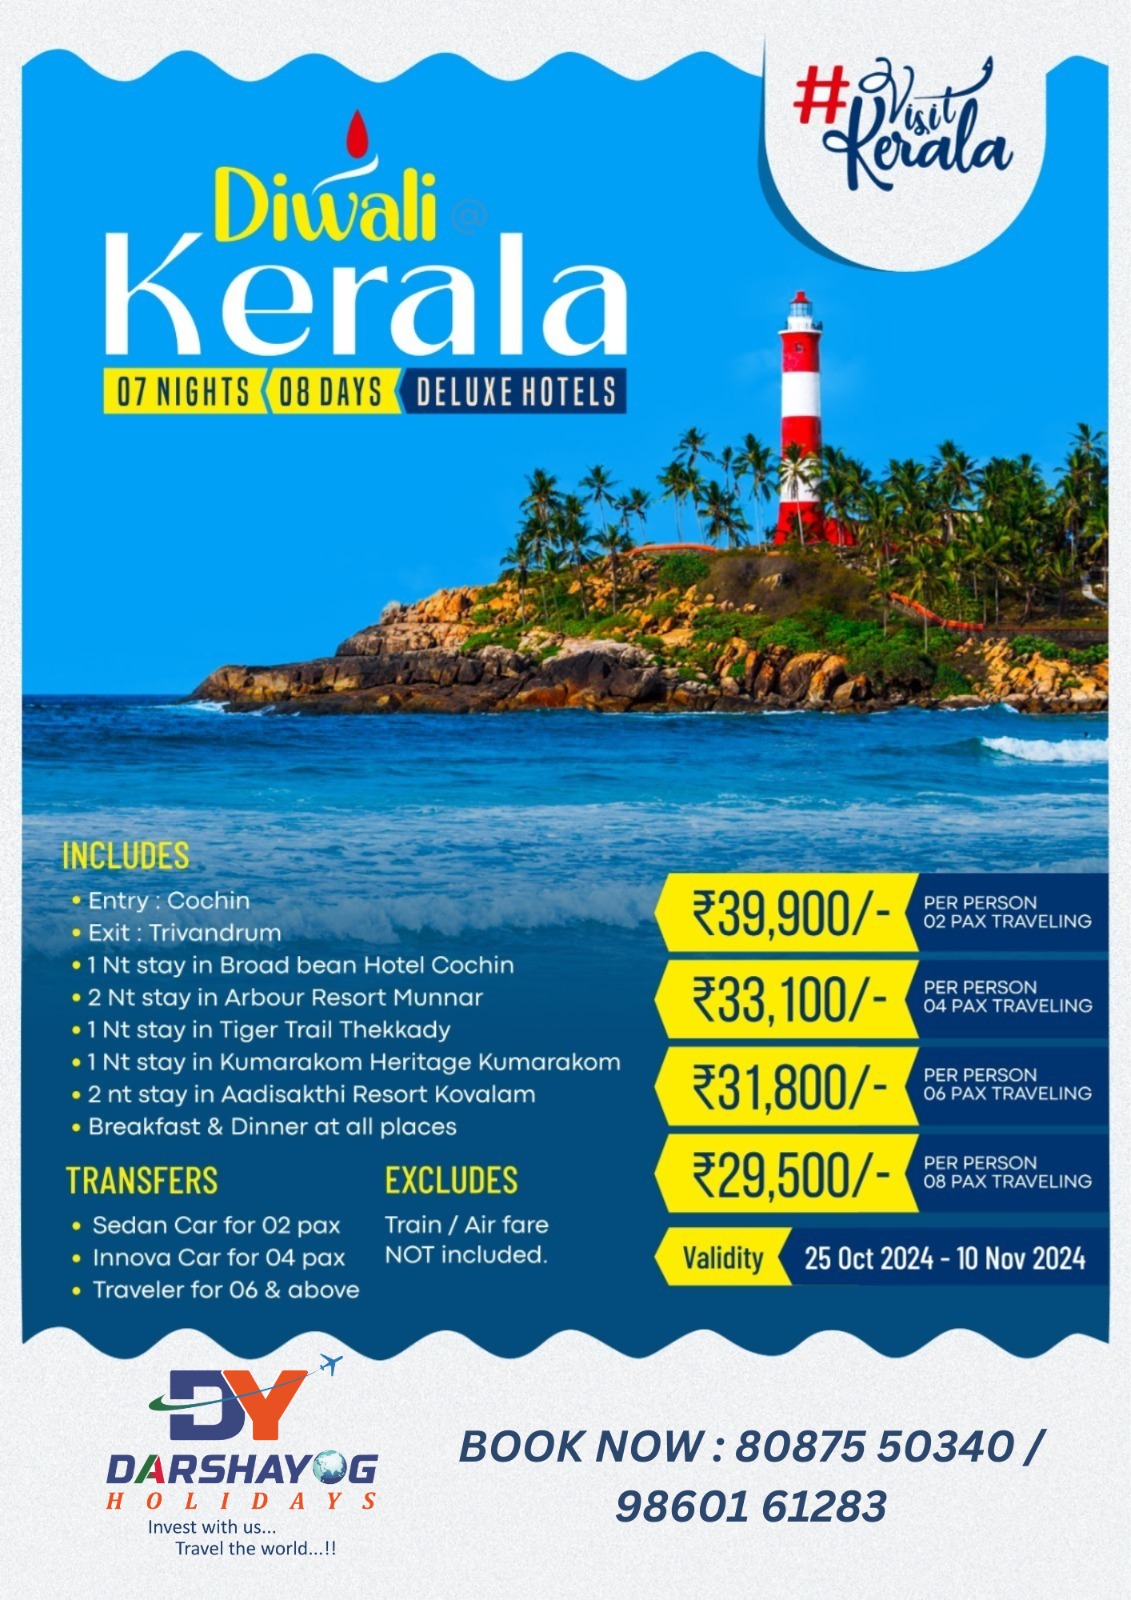 #Visit
Kerala
Diwali @
Kerala
07 NIGHTS 08 DAYS DELUXE HOTELS
INCLUDES
• Entry : Cochin
• Exit : Trivandrum
• 1 Nt stay in Broad bean Hotel Cochin
• 2 Nt stay in Arbour Resort Munnar
• 1 Nt stay in Tiger Trail Thekkady
• 1 Nt stay in Kumarakom Heritage Kumarakom
• 2 nt stay in Aadisakthi Resort Kovalam
• Breakfast & Dinner at all places
TRANSFERS
• Sedan Car for 02 pax
• Innova Car for 04 pax
• Traveler for 06 & above
EXCLUDES
Train / Air fare
NOT included.
₹39,900/-
PER PERSON
02 PAX TRAVELING
₹33,100/-
PER PERSON
04 PAX TRAVELING
₹31,800/-
PER PERSON
06 PAX TRAVELING
₹29,500/-
PER PERSON
08 PAX TRAVELING
Validity 25 Oct 2024 - 10 Nov 2024
DY
DARSHAYOG
HOLIDAYS
Invest with us...
Travel the world...!!
BOOK NOW : 80875 50340 /
98601 61283